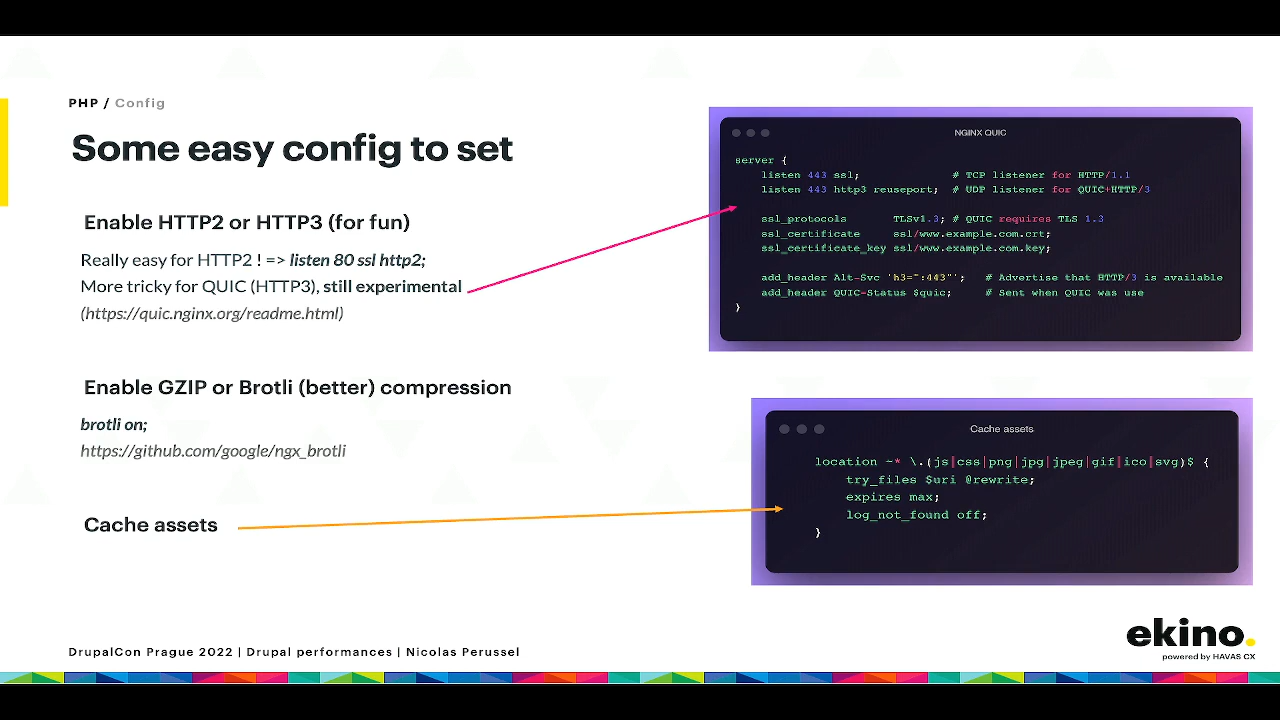 PHP / Config
Some easy config to set
Enable HTTP2 or HTTP3 (for fun)
Really easy for HTTP2 ! => listen 80 ssl http2;
More tricky for QUIC (HTTP3), still experimental
(https://quic.nginx.org/readme.html)
Enable GZIP or Brotli (better) compression
brotli on;
https://github.com/google/ngx_brotli
Cache assets
NGINX QUIC
server {
listen 443 ssl; # TCP listener for HTTP/1.1
listen 443 http3 reuseport; # UDP listener for QUIC+HTTP/3
ssl_protocols TLSv1.3; # QUIC requires TLS 1.3
ssl_certificate ssl/www.example.com.crt;
ssl_certificate_key ssl/www.example.com.key;
add_header Alt-Svc 'h3=":443"'; # Advertise that HTTP/3 is available
add_header QUIC-Status $quic; # Sent when QUIC was use
}
Cache assets
location ~* \.(js|css|png|jpg|jpeg|gif|ico|svg)$ {
try_files $uri @rewrite;
expires max;
log_not_found off;
}
DrupalCon Prague 2022 | Drupal performances | Nicolas Perussel
ekino.
powered by HAVAS CX